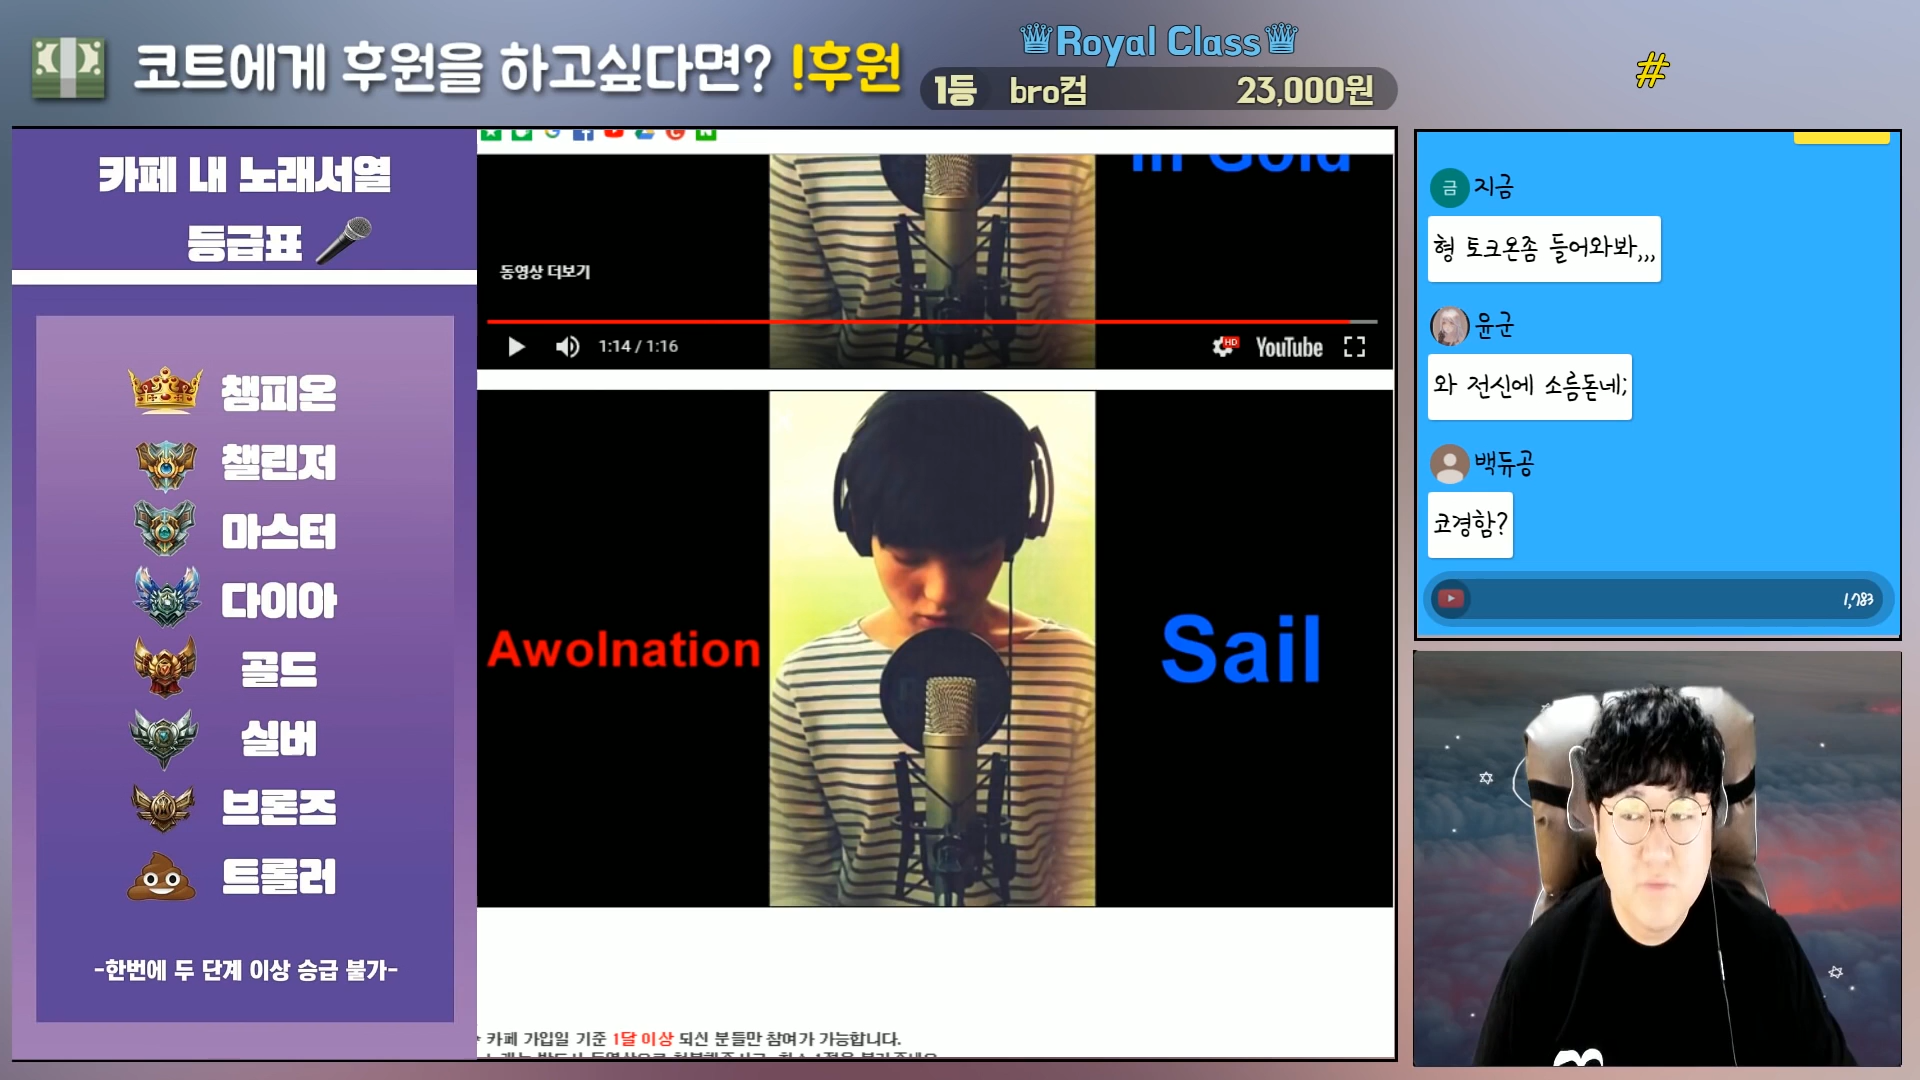 코트에게 후원을 하고싶다면? !후원
Royal Class
1등 bro컴 23,000원
#
카페 내 노래서열
등급표
챔피온
챌린저
마스터
다이아
골드
실버
브론즈
트롤러
-한번에 두 단계 이상 승급 불가-
in Gold
동영상 더보기
1:14 / 1:16
HD
YouTube
Awolnation
Sail
* 카페 가입일 기준 1달 이상 되신 분들만 참여가 가능합니다.
금 지금
형 토크온좀 들어와봐,,,
윤군
와 전신에 소름돋네;
백듀공
코경함?
1,783